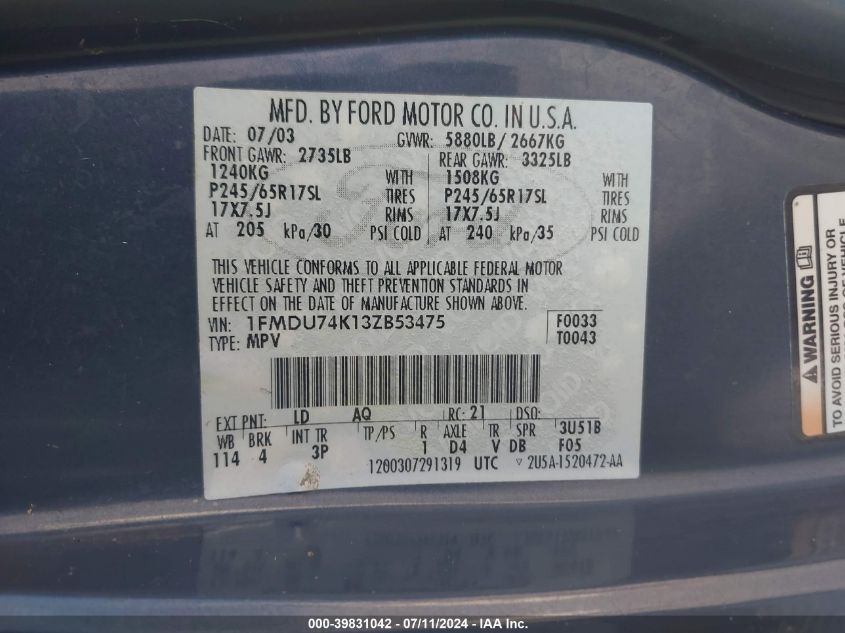 MFD. BY FORD MOTOR CO. IN U.S.A.
DATE: 07/03 GVWR: 5880LB/ 2667KG
FRONT GAWR: 2735LB REAR GAWR: 3325LB
1240KG WITH 1508KG WITH
P245/65R17SL TIRES P245/65R17SL TIRES
17X7.5J RIMS 17X7.5J RIMS
AT 205 kPa/30 PSI COLD AT 240 kPa/35 PSI COLD
THIS VEHICLE CONFORMS TO ALL APPLICABLE FEDERAL MOTOR
VEHICLE SAFETY AND THEFT PREVENTION STANDARDS IN
EFFECT ON THE DATE OF MANUFACTURE SHOWN ABOVE.
VIN: 1FMDU74K13ZB53475 F0033
TYPE: MPV T0043
EXT PNT: LD AQ RC: 21 DSO:
WB BRK INT TR TP/PS R AXLE TR SPR 3U51B
114 4 3P 1 D4 V DB F05
1200307291319 UTC ▽ 2U5A-1520472-AA
WARNING
TO AVOID SERIOUS INJURY OR
000-39831042 - 07/11/2024 - IAA Inc.